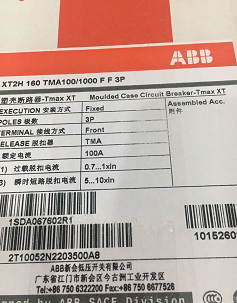 ABB
XT2H 160 TMA100/1000 F F 3P
塑壳断路器-Tmax XT Moulded Case Circuit Breaker-Tmax XT
EXECUTION 安装方式 Fixed Assembled Acc.
附件
POLES 极数 3P
TERMINAL 接线方式 Front
RELEASE 脱扣器 TMA
额定电流 100A
1) 过载脱扣电流 0.7...1xin
3) 瞬时短路脱扣电流 5...10xin
1SDA067602R1
1015260
2T10052N2203500A8
ABB新会低压开关有限公司
广东省江门市新会区今古洲工业开发区
Tel:+86 750 6322200 Fax:+86 750 6677526
ABB SACE Division